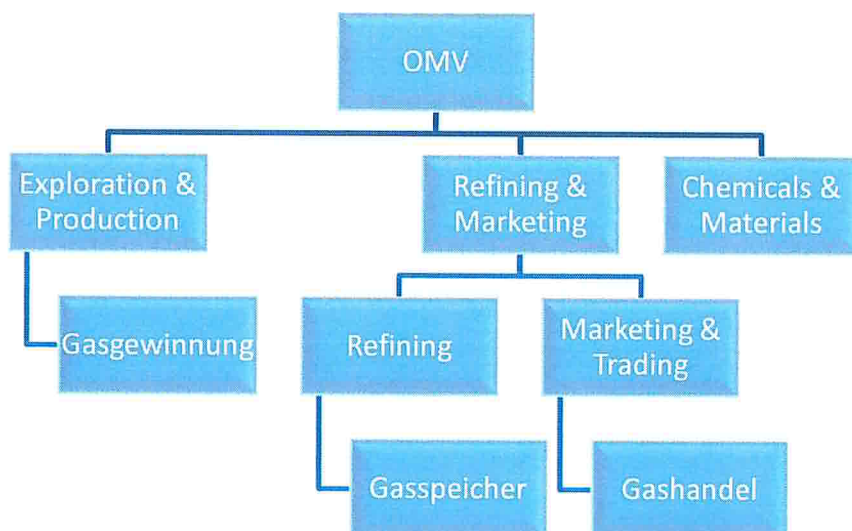 OMV
Exploration &
Production
Refining &
Marketing
Chemicals &
Materials
Gasgewinnung
Refining
Marketing &
Trading
Gasspeicher
Gashandel